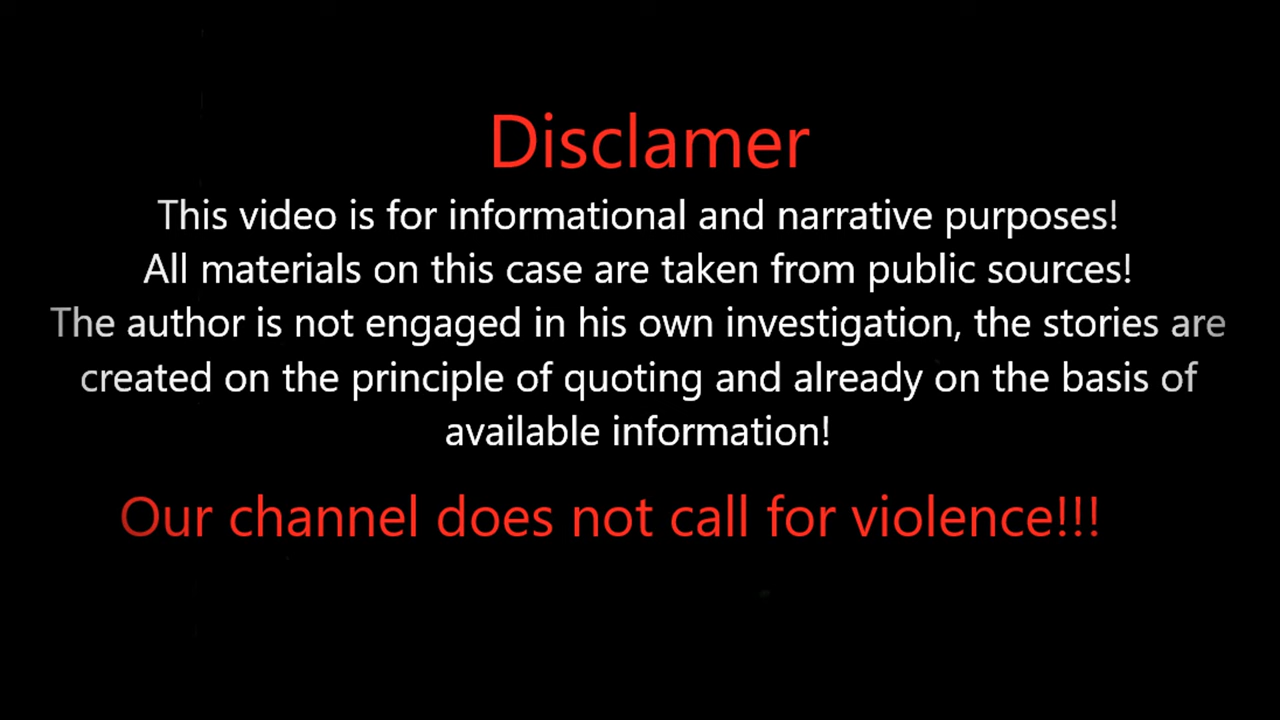 Disclamer
This video is for informational and narrative purposes!
All materials on this case are taken from public sources!
The author is not engaged in his own investigation, the stories are
created on the principle of quoting and already on the basis of
available information!
Our channel does not call for violence!!!